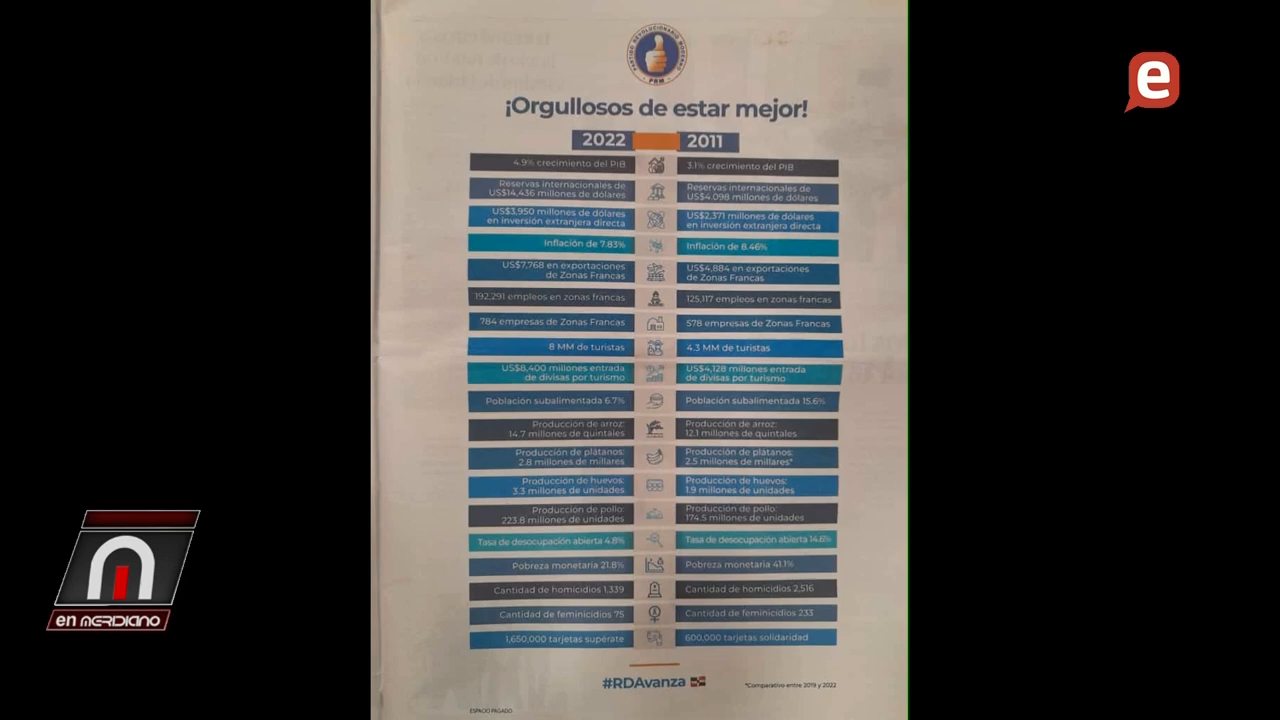 PARTIDO REVOLUCIONARIO MODERNO
PRM
e
¡Orgullosos de estar mejor!
2022 2011
4.9% crecimiento del PIB 3.1% crecimiento del PIB
Reservas internacionales de Reservas internacionales de
US$14,436 millones de dólares US$4,098 millones de dólares
US$3,950 millones de dólares US$2,371 millones de dólares
en inversión extranjera directa en inversión extranjera directa
Inflación de 7.83% Inflación de 8.46%
US$7,768 en exportaciones US$4,884 en exportaciones
de Zonas Francas de Zonas Francas
192,291 empleos en zonas francas 125,117 empleos en zonas francas
784 empresas de Zonas Francas 578 empresas de Zonas Francas
8 MM de turistas 4.3 MM de turistas
US$8,400 millones entrada US$4,128 millones entrada
de divisas por turismo de divisas por turismo
Población subalimentada 6.7% Población subalimentada 15.6%
Producción de arroz: Producción de arroz:
14.7 millones de quintales 12.1 millones de quintales
Producción de plátanos: Producción de plátanos:
2.8 millones de millares 2.5 millones de millares*
Producción de huevos: Producción de huevos:
3.3 millones de unidades 1.9 millones de unidades
Producción de pollo: Producción de pollo:
223.8 millones de unidades 174.5 millones de unidades
Tasa de desocupación abierta 4.8% Tasa de desocupación abierta 14.6%
Pobreza monetaria 21.8% Pobreza monetaria 41.1%
Cantidad de homicidios 1,339 Cantidad de homicidios 2,516
Cantidad de feminicidios 75 Cantidad de feminicidios 233
1,650,000 tarjetas supérate 600,000 tarjetas solidaridad
#RDAvanza
*Comparativo entre 2019 y 2022
ESPACIO PAGADO
en MERIDIANO